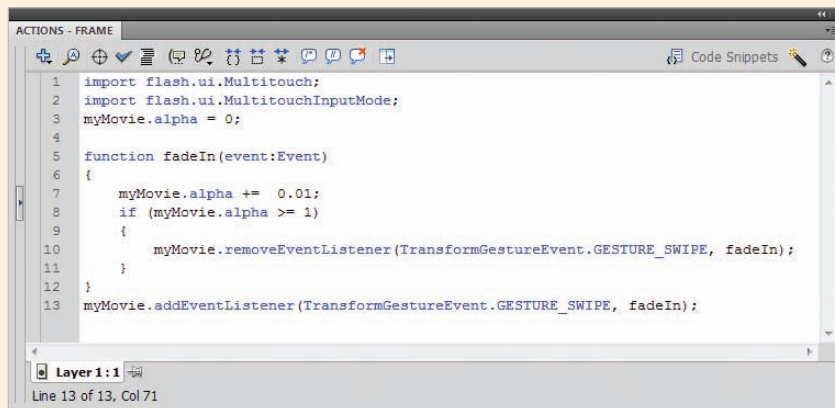 ACTIONS - FRAME
Code Snippets
1 import flash.ui.Multitouch;
2 import flash.ui.MultitouchInputMode;
3 myMovie.alpha = 0;
4
5 function fadeIn(event:Event)
6 {
7 myMovie.alpha += 0.01;
8 if (myMovie.alpha >= 1)
9 {
10 myMovie.removeEventListener(TransformGestureEvent.GESTURE_SWIPE, fadeIn);
11 }
12 }
13 myMovie.addEventListener(TransformGestureEvent.GESTURE_SWIPE, fadeIn);
Layer 1 : 1
Line 13 of 13, Col 71